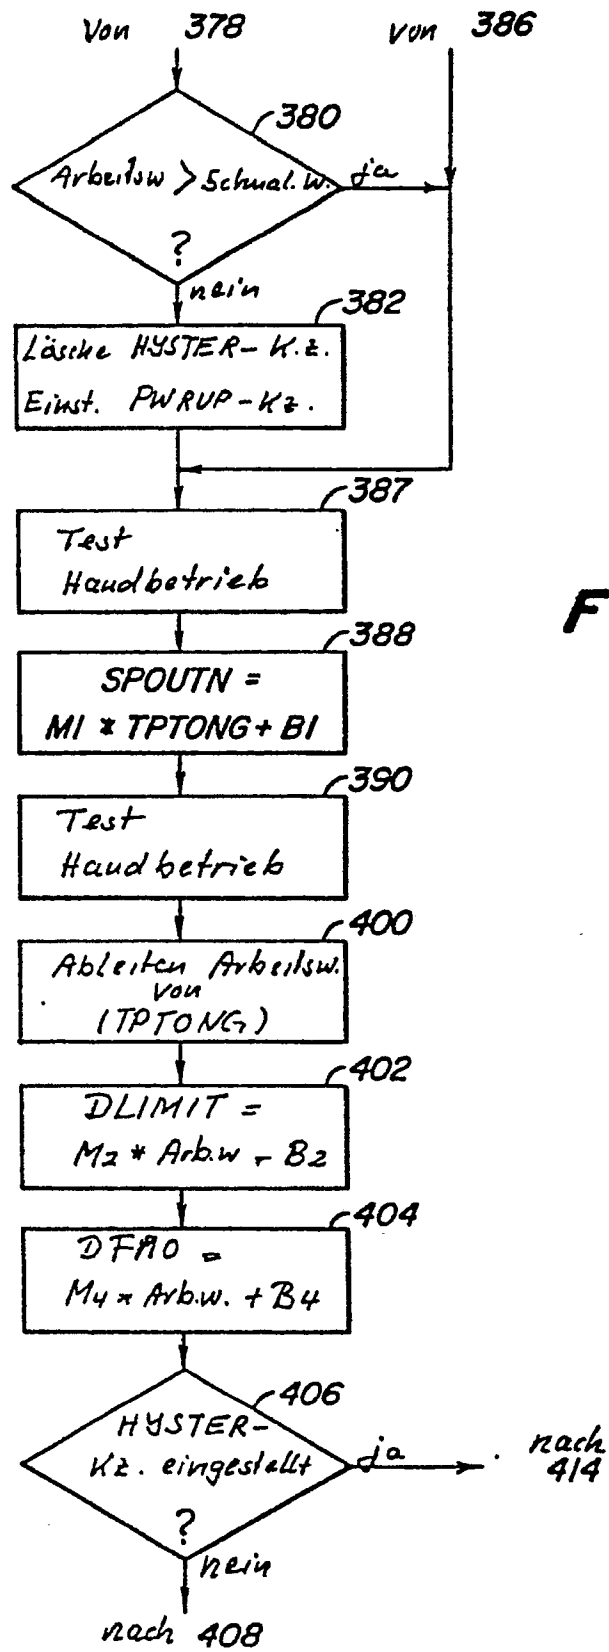 Von 378
von 386
380
Arbeitsw > Schmal.W.
ja
?
nein
382
Lösche HYSTER-K.z.
Einst. PWRUP-Kz.
387
Test
Handbetrieb
F
388
SPOUTN =
M1 * TPTONG + B1
390
Test
Handbetrieb
400
Ableiten Arbeitsw.
von
(TPTONG)
402
DLIMIT =
M2 * Arb.w - B2
404
DFAO =
M4 * Arb.w. + B4
406
HYSTER-
Kz. eingestellt
ja
nach
414
?
nein
nach 408